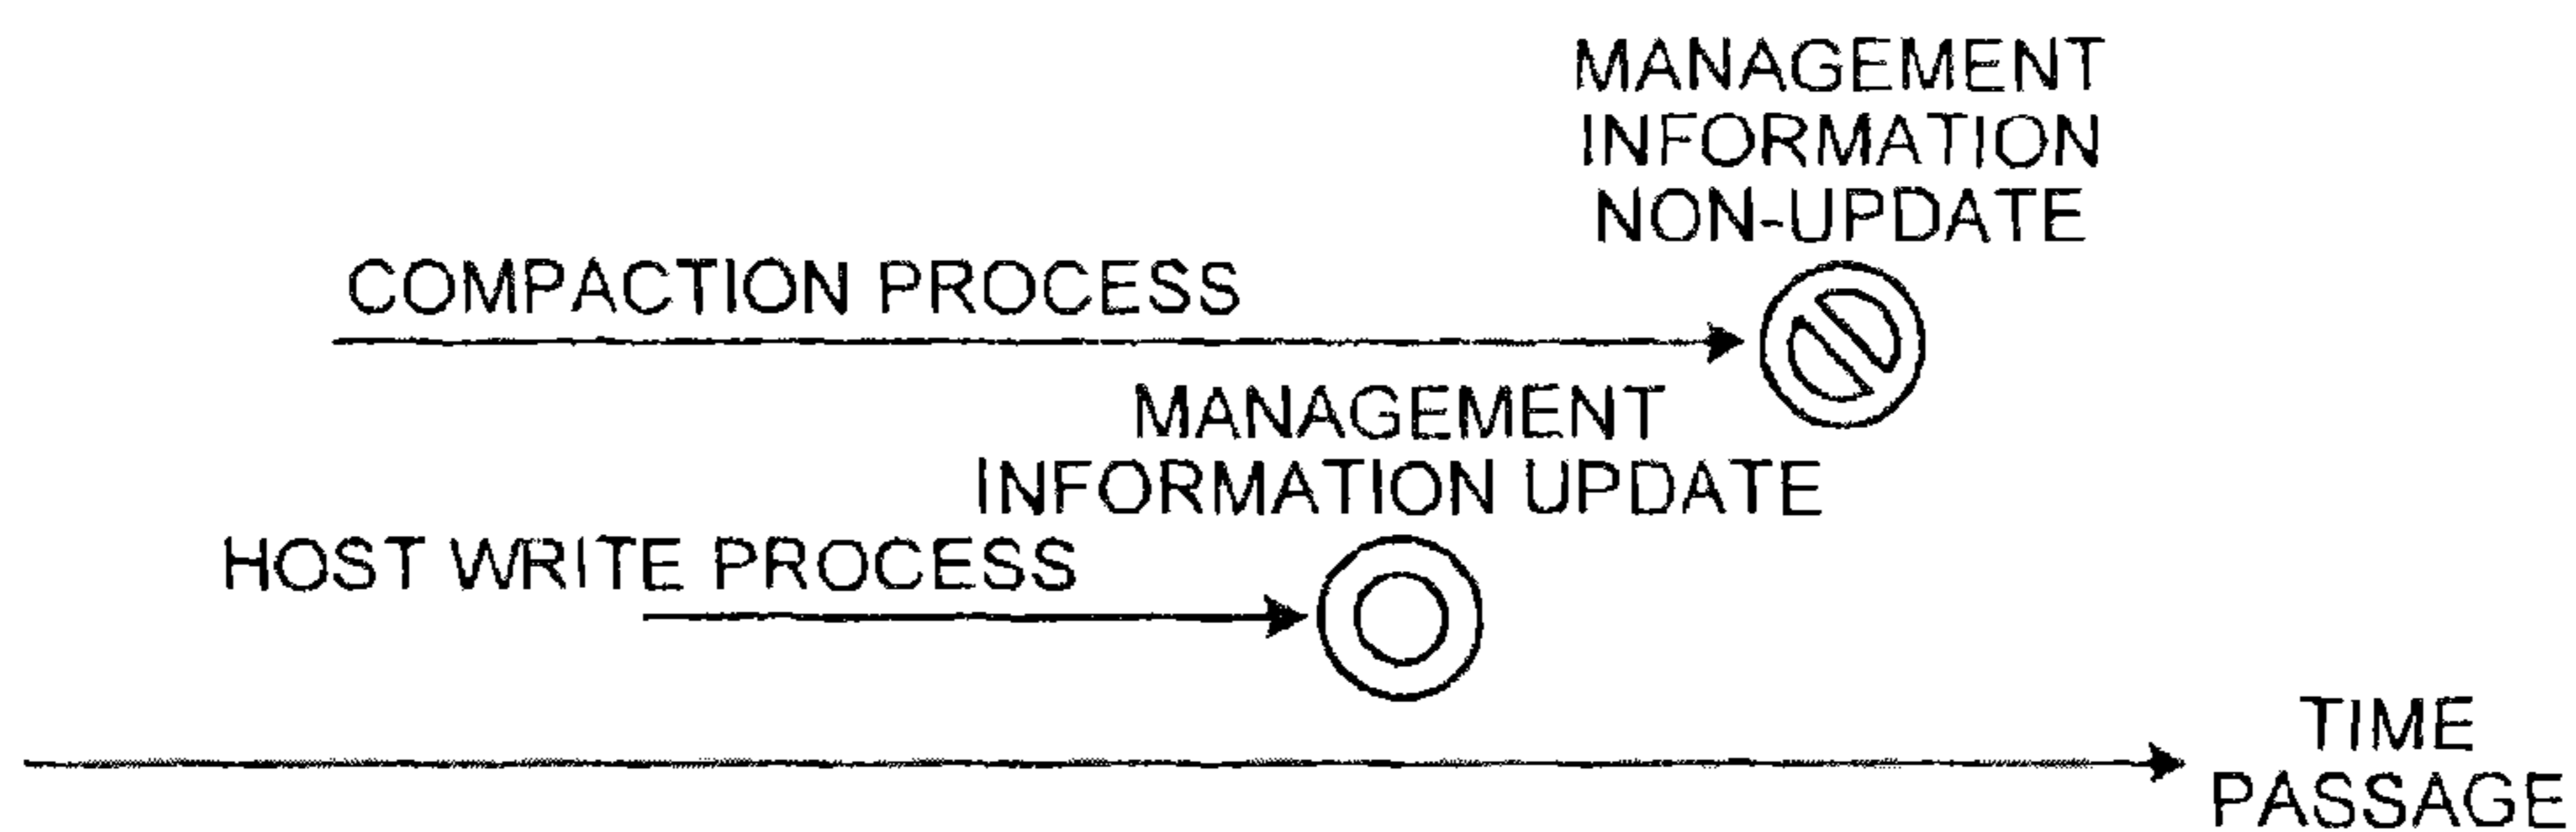 MANAGEMENT
INFORMATION
NON-UPDATE
COMPACTION PROCESS
MANAGEMENT
INFORMATION UPDATE
HOST WRITE PROCESS
TIME
PASSAGE